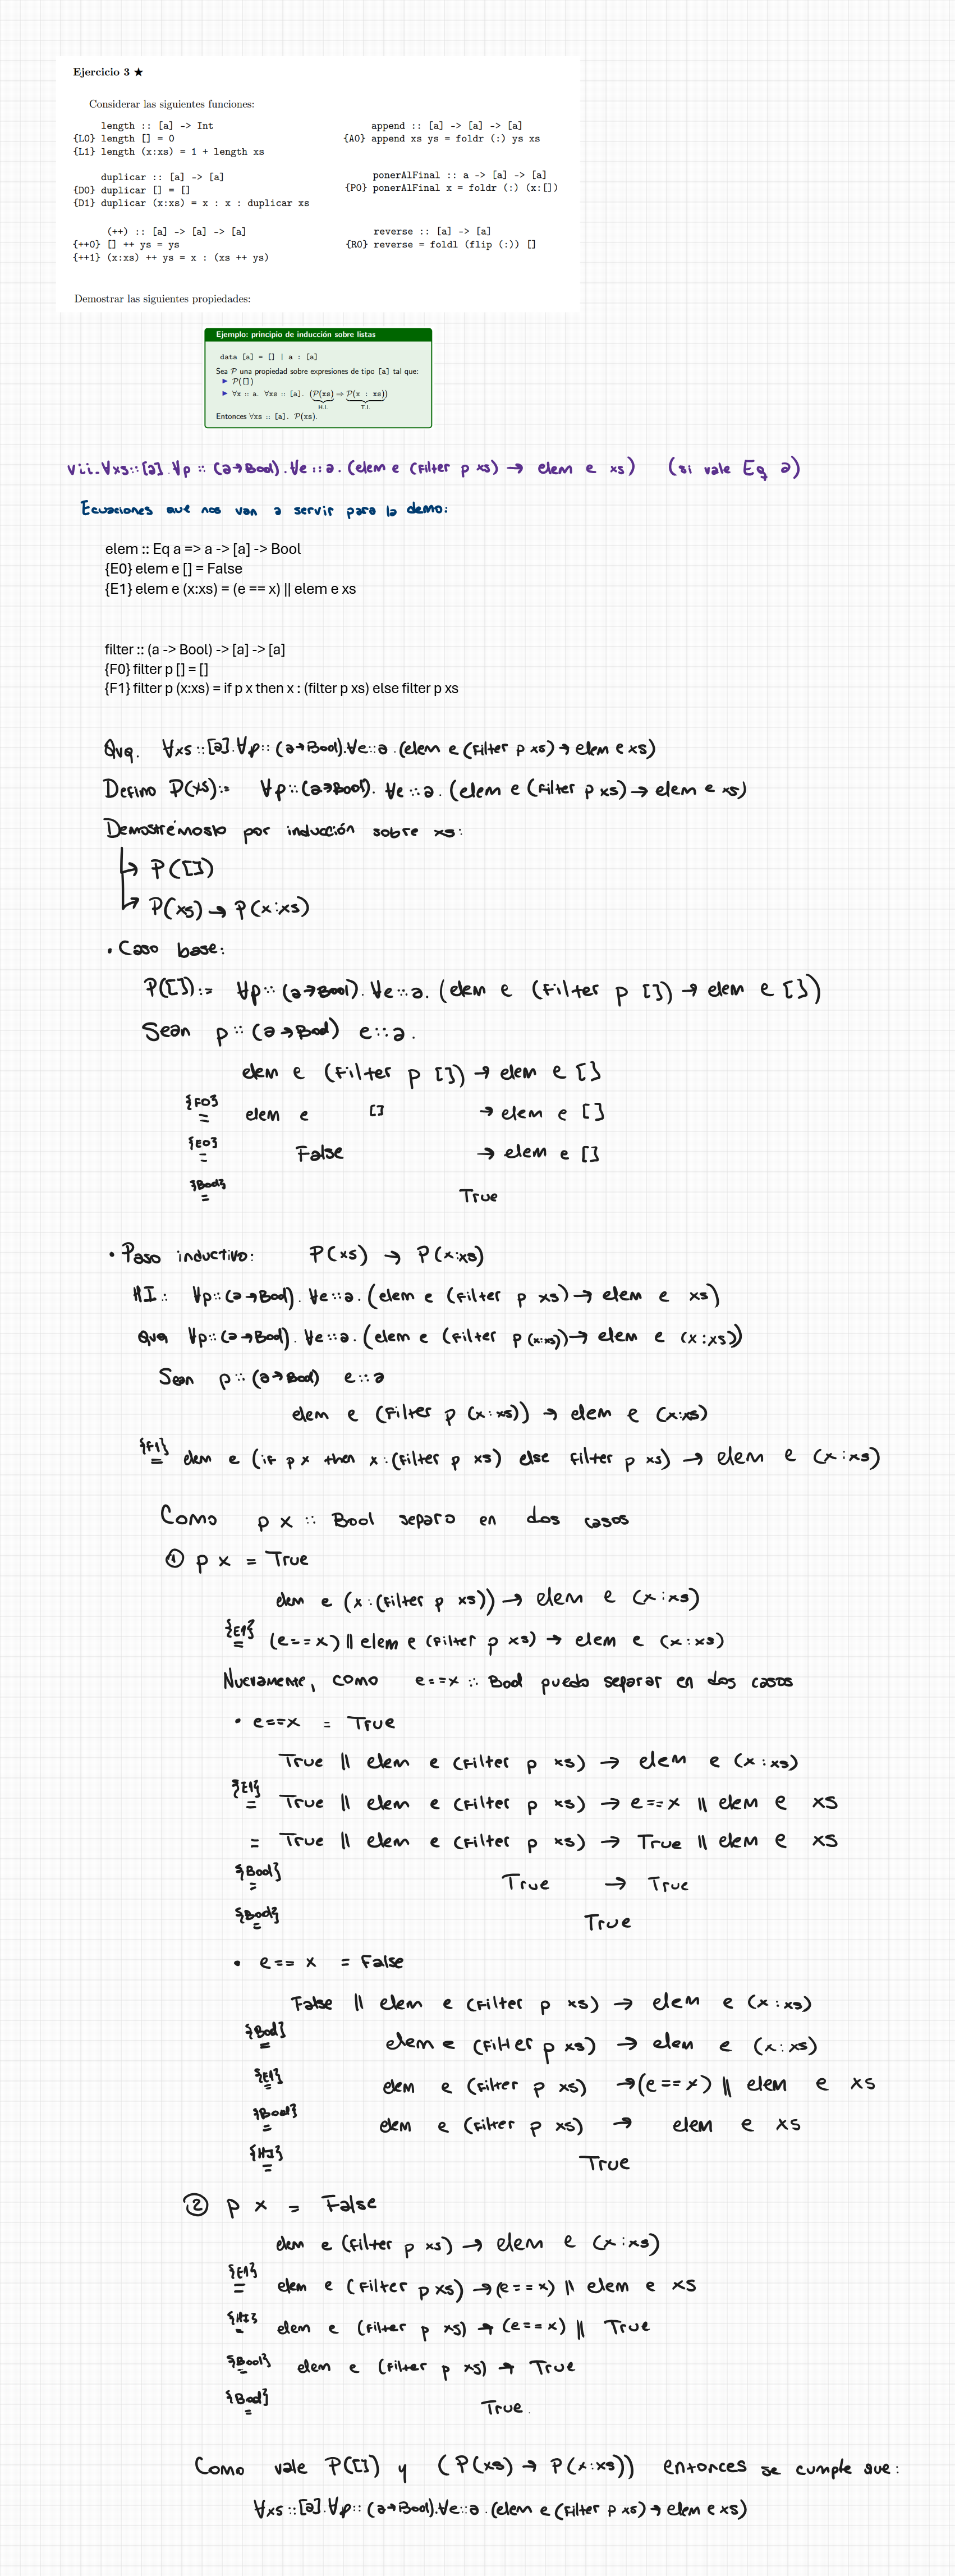 Ejercicio 3 ★
Considerar las siguientes funciones:
length :: [a] -> Int
{L0} length [] = 0
{L1} length (x:xs) = 1 + length xs
append :: [a] -> [a] -> [a]
{A0} append xs ys = foldr (:) ys xs
duplicar :: [a] -> [a]
{D0} duplicar [] = []
{D1} duplicar (x:xs) = x : x : duplicar xs
ponerAlFinal :: a -> [a] -> [a]
{P0} ponerAlFinal x = foldr (:) (x:[])
(++) :: [a] -> [a] -> [a]
{++0} [] ++ ys = ys
{++1} (x:xs) ++ ys = x : (xs ++ ys)
reverse :: [a] -> [a]
{R0} reverse = foldl (flip (:)) []
Demostrar las siguientes propiedades:
Ejemplo: principio de inducción sobre listas
data [a] = [] | a : [a]
Sea P una propiedad sobre expresiones de tipo [a] tal que:
▶ P([])
▶ ∀x :: a. ∀xs :: [a]. (P(xs) ⇒ P(x : xs))
H.I. T.I.
Entonces ∀xs :: [a]. P(xs).
vii. ∀xs::[a].∀p :: (a→Bool).∀e::a.(elem e (filter p xs) → elem e xs) (si vale Eq a)
Ecuaciones que nos van a servir para la demo:
elem :: Eq a => a -> [a] -> Bool
{E0} elem e [] = False
{E1} elem e (x:xs) = (e == x) || elem e xs
filter :: (a -> Bool) -> [a] -> [a]
{F0} filter p [] = []
{F1} filter p (x:xs) = if p x then x : (filter p xs) else filter p xs
Qvq. ∀xs::[a].∀p::(a→Bool).∀e::a.(elem e (filter p xs) → elem e xs)
Defino P(xs):= ∀p::(a→Bool). ∀e::a. (elem e (filter p xs) → elem e xs)
Demostrémoslo por inducción sobre xs:
↳ P([])
↳ P(xs) → P(x:xs)
• Caso base:
P([]):= ∀p::(a→Bool). ∀e::a. (elem e (filter p []) → elem e [])
Sean p::(a→Bool) e::a.
elem e (filter p []) → elem e []
{F0} = elem e [] → elem e []
{E0} = False → elem e []
{Bool} = True
• Paso inductivo: P(xs) → P(x:xs)
HI: ∀p::(a→Bool). ∀e::a.(elem e (filter p xs) → elem e xs)
Qvq ∀p::(a→Bool). ∀e::a.(elem e (filter p (x:xs)) → elem e (x:xs))
Sean p::(a→Bool) e::a
elem e (filter p (x:xs)) → elem e (x:xs)
{F1} = elem e (if p x then x:(filter p xs) else filter p xs) → elem e (x:xs)
Como p x :: Bool separo en dos casos
① p x = True
elem e (x:(filter p xs)) → elem e (x:xs)
{E1} = (e==x) || elem e (filter p xs) → elem e (x:xs)
Nuevamente, como e==x :: Bool puedo separar en dos casos
• e==x = True
True || elem e (filter p xs) → elem e (x:xs)
{E1} = True || elem e (filter p xs) → e==x || elem e xs
= True || elem e (filter p xs) → True || elem e xs
{Bool} = True → True
{Bool} = True
• e== x = False
False || elem e (filter p xs) → elem e (x:xs)
{Bool} = elem e (filter p xs) → elem e (x:xs)
{E1} = elem e (filter p xs) → (e==x) || elem e xs
{Bool} = elem e (filter p xs) → elem e xs
{HI} = True
② p x = False
elem e (filter p xs) → elem e (x:xs)
{E1} = elem e (filter p xs) → (e==x) || elem e xs
{HI} = elem e (filter p xs) → (e==x) || True
{Bool} = elem e (filter p xs) → True
{Bool} = True.
Como vale P([]) y (P(xs) → P(x:xs)) entonces se cumple que:
∀xs::[a].∀p::(a→Bool).∀e::a.(elem e (filter p xs) → elem e xs)